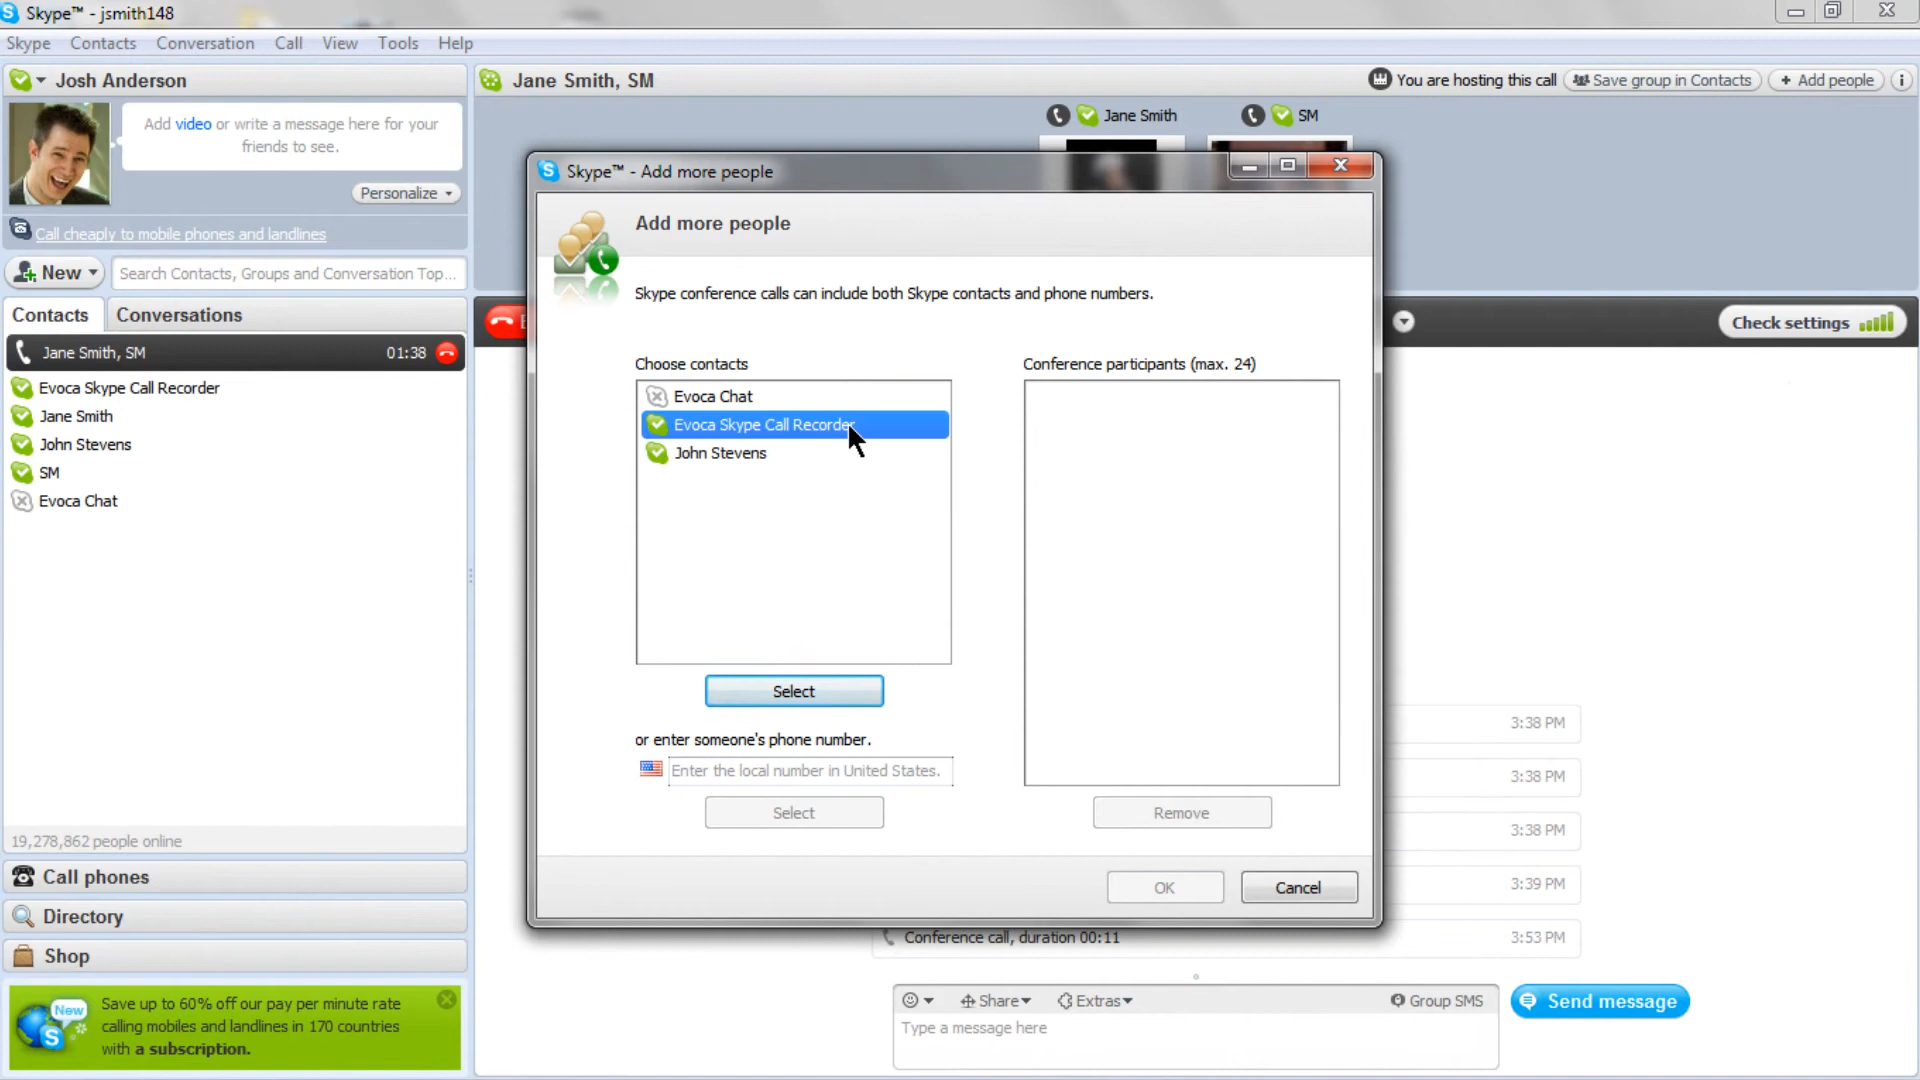 Skype™ - jsmith148
Skype Contacts Conversation Call View Tools Help
Josh Anderson
Add video or write a message here for your
friends to see.
Personalize
Call cheaply to mobile phones and landlines
New
Search Contacts, Groups and Conversation Top...
Contacts
Conversations
Jane Smith, SM
01:38
Evoca Skype Call Recorder
Jane Smith
John Stevens
SM
Evoca Chat
19,278,862 people online
Call phones
Directory
Shop
New
Save up to 60% off our pay per minute rate
calling mobiles and landlines in 170 countries
with a subscription.
Jane Smith, SM
You are hosting this call
Save group in Contacts
+ Add people
Jane Smith
SM
Check settings
Skype™ - Add more people
Add more people
Skype conference calls can include both Skype contacts and phone numbers.
Choose contacts
Evoca Chat
Evoca Skype Call Recorder
John Stevens
Select
or enter someone's phone number.
Enter the local number in United States.
Select
Conference participants (max. 24)
Remove
OK
Cancel
3:38 PM
3:38 PM
3:38 PM
3:39 PM
Conference call, duration 00:11
3:53 PM
Share
Extras
Group SMS
Type a message here
Send message